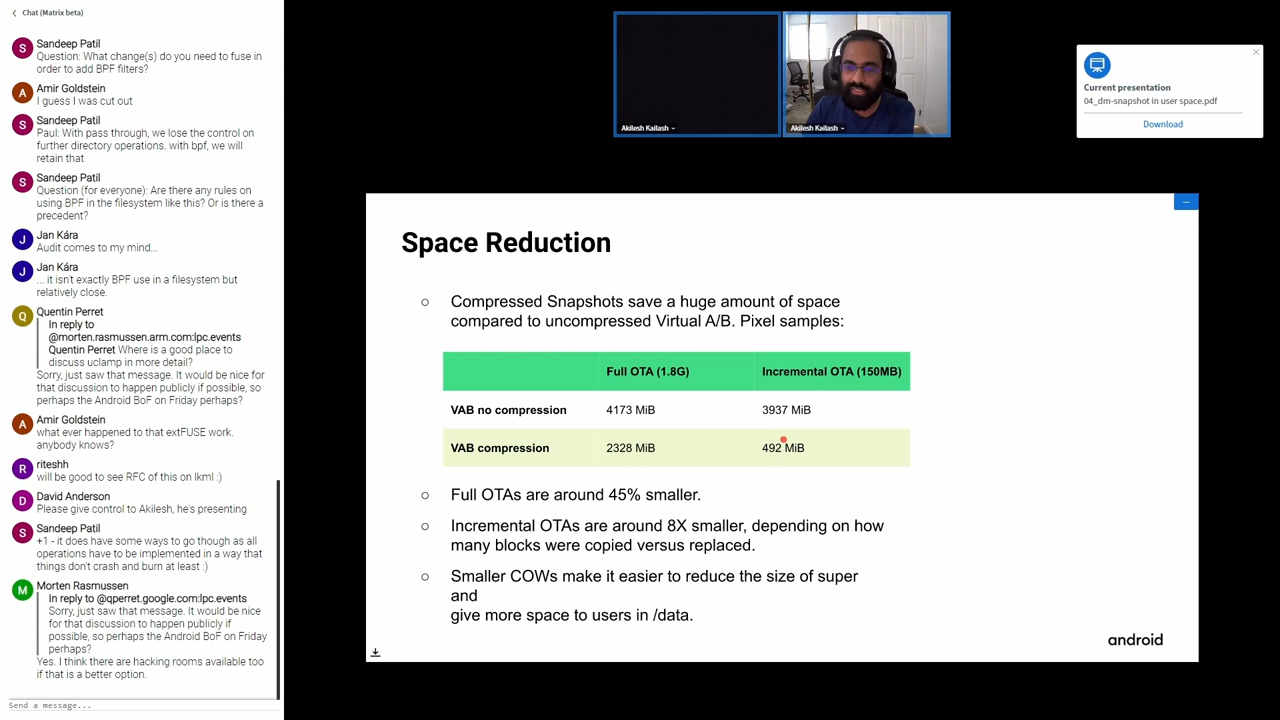 Chat (Matrix beta)
S
Sandeep Patil
Question: What change(s) do you need to fuse in
order to add BPF filters?
A
Amir Goldstein
I guess I was cut out
S
Sandeep Patil
Paul: With pass through, we lose the control on
further directory operations. with bpf, we will
retain that
S
Sandeep Patil
Question (for everyone): Are there any rules on
using BPF in the filesystem like this? Or is there a
precedent?
J
Jan Kára
Audit comes to my mind...
J
Jan Kára
... it isn't exactly BPF use in a filesystem but
relatively close.
Q
Quentin Perret
In reply to
@morten.rasmussen.arm.com:lpc.events
Quentin Perret Where is a good place to
discuss uclamp in more detail?
Sorry, just saw that message. It would be nice for
that discussion to happen publicly if possible, so
perhaps the Android BoF on Friday perhaps?
A
Amir Goldstein
what ever happened to that extFUSE work.
anybody knows?
R
riteshh
will be good to see RFC of this on lkml :)
D
David Anderson
Please give control to Akilesh, he's presenting
S
Sandeep Patil
+1 - it does have some ways to go though as all
operations have to be implemented in a way that
things don't crash and burn at least :)
M
Morten Rasmussen
In reply to @qperret.google.com:lpc.events
Sorry, just saw that message. It would be nice
for that discussion to happen publicly if
possible, so perhaps the Android BoF on Friday
perhaps?
Yes. I think there are hacking rooms available too
if that is a better option.
Send a message...
Akilesh Kailash
Akilesh Kailash
Current presentation
04_dm-snapshot in user space.pdf
Download
Space Reduction
Compressed Snapshots save a huge amount of space
compared to uncompressed Virtual A/B. Pixel samples:
Full OTA (1.8G) Incremental OTA (150MB)
VAB no compression 4173 MiB 3937 MiB
VAB compression 2328 MiB 492 MiB
Full OTAs are around 45% smaller.
Incremental OTAs are around 8X smaller, depending on how
many blocks were copied versus replaced.
Smaller COWs make it easier to reduce the size of super
and
give more space to users in /data.
android